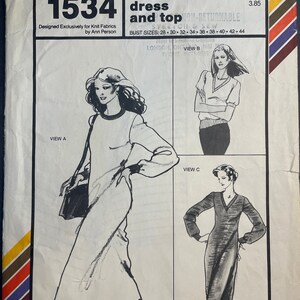 1534
dress
and top
3.85
Designed Exclusively for Knit Fabrics
by Ann Person
BUST SIZES: 28 • 30 • 32 • 34 • 36 • 38 • 40 • 42 • 44
VIEW B
VIEW A
VIEW C